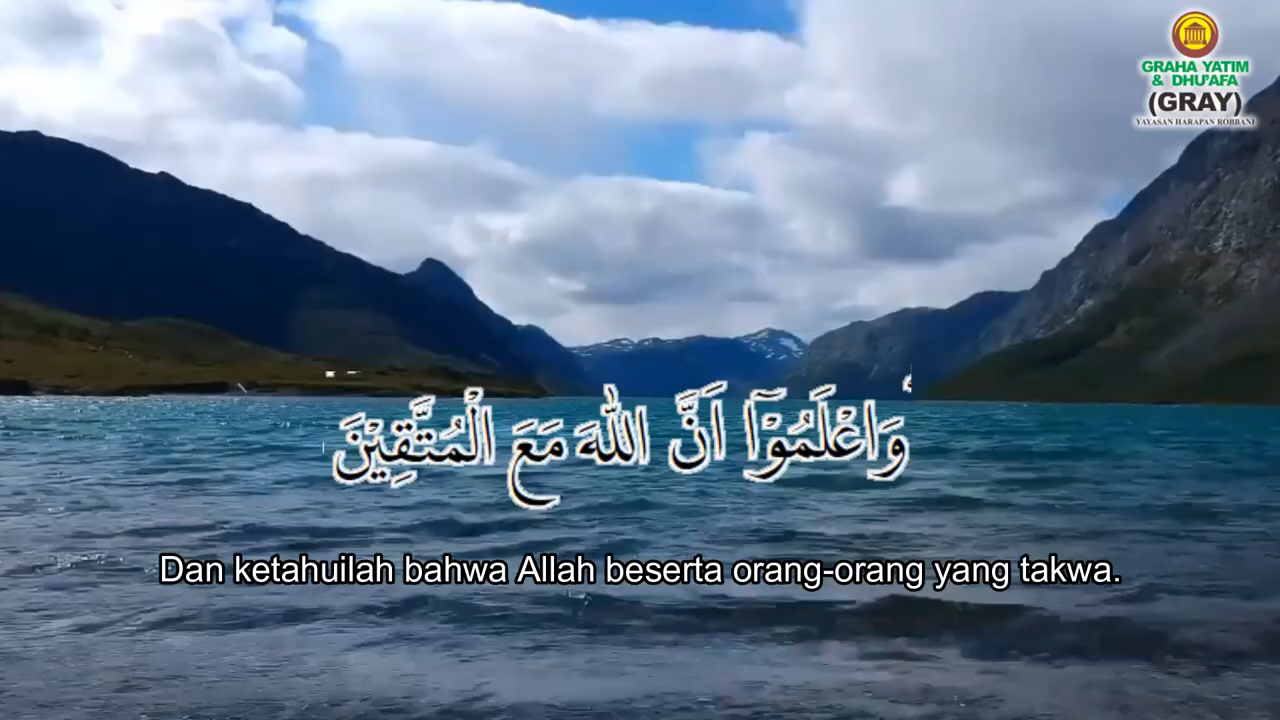 GRAHA YATIM
& DHU'AFA
(GRAY)
YAYASAN HARAPAN ROBBANI
وَاعْلَمُوْٓا اَنَّ اللّٰهَ مَعَ الْمُتَّقِيْنَ
Dan ketahuilah bahwa Allah beserta orang-orang yang takwa.